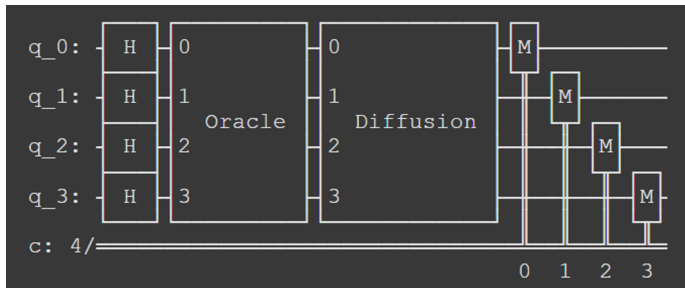 q_0: H 0 0 M
q_1: H 1 1 M
Oracle Diffusion
q_2: H 2 2 M
q_3: H 3 3 M
c: 4/
0 1 2 3